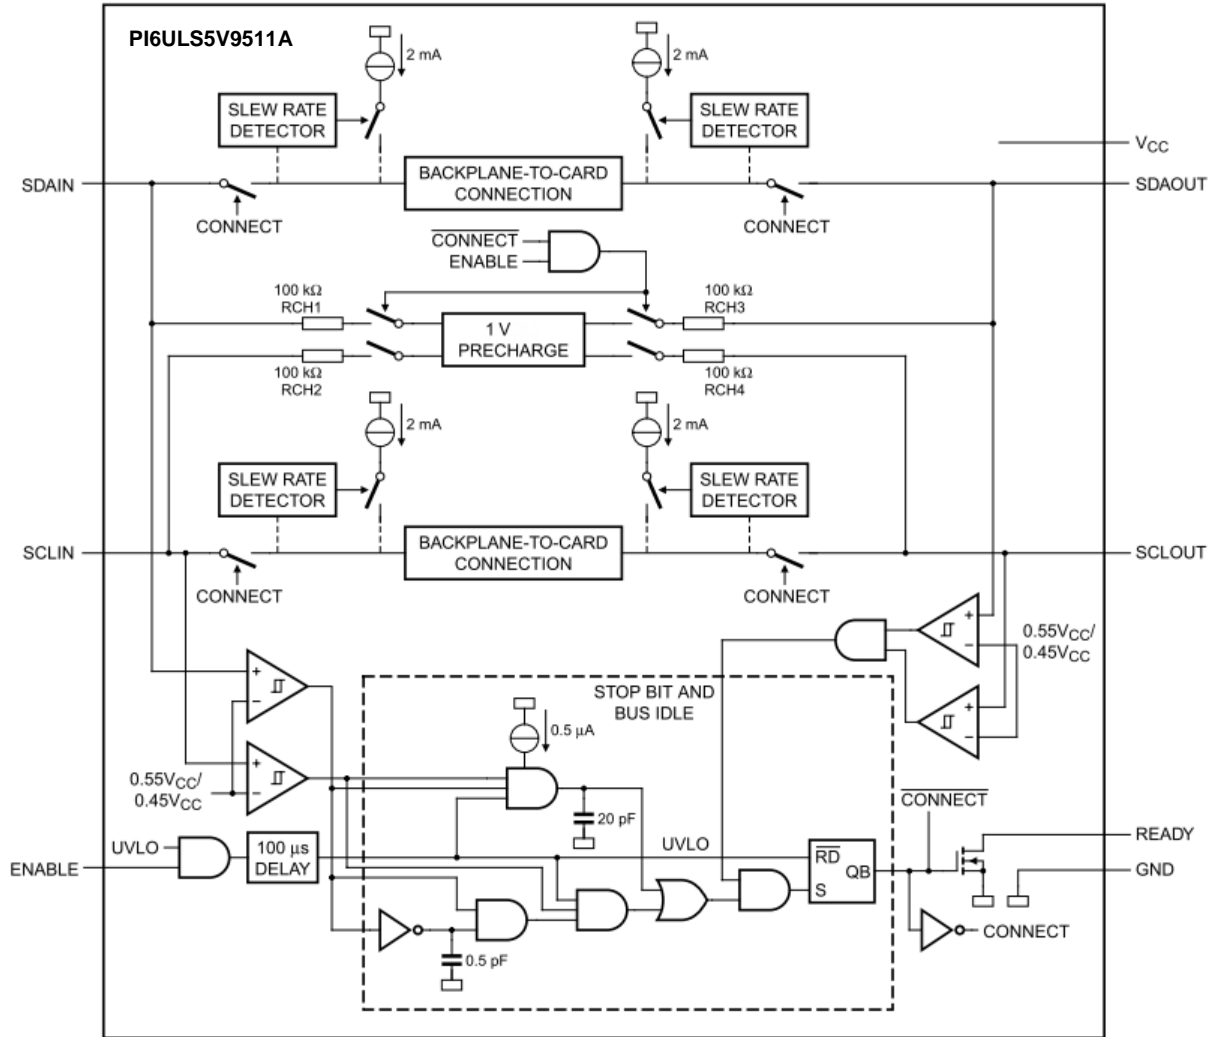 PI6ULS5V9511A
2 mA
2 mA
SLEW RATE
DETECTOR
SLEW RATE
DETECTOR
VCC
SDAIN
BACKPLANE-TO-CARD
CONNECTION
SDAOUT
CONNECT
CONNECT
CONNECT
ENABLE
100 kΩ
RCH1
100 kΩ
RCH3
1 V
PRECHARGE
100 kΩ
RCH2
100 kΩ
RCH4
2 mA
2 mA
SLEW RATE
DETECTOR
SLEW RATE
DETECTOR
SCLIN
BACKPLANE-TO-CARD
CONNECTION
SCLOUT
CONNECT
CONNECT
+
−
+
−
0.55VCC/
0.45VCC
+
−
+
−
0.55VCC/
0.45VCC
STOP BIT AND
BUS IDLE
0.5 µA
20 pF
CONNECT
UVLO
ENABLE
100 µs
DELAY
UVLO
RD
QB
S
READY
GND
CONNECT
0.5 pF